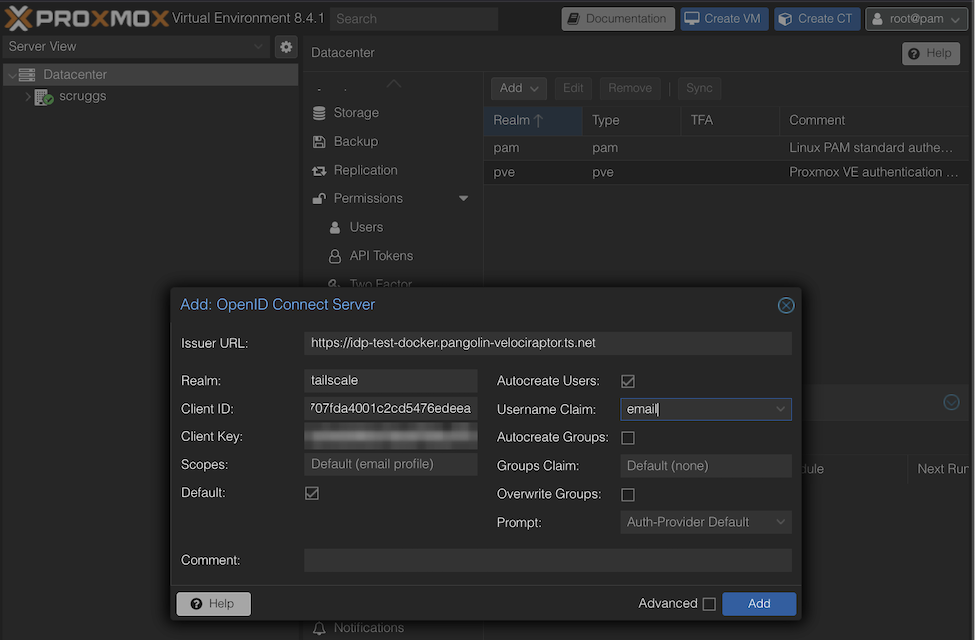 PROXMOX Virtual Environment 8.4.1 Search Documentation Create VM Create CT root@pam
Server View
Datacenter Help
Datacenter
scruggs
Add Edit Remove Sync
Storage
Backup
Replication
Permissions
Users
API Tokens
Two Factor
Realm Type TFA Comment
pam pam Linux PAM standard authe…
pve pve Proxmox VE authentication …
Add: OpenID Connect Server
Issuer URL: https://idp-test-docker.pangolin-velociraptor.ts.net
Realm: tailscale Autocreate Users:
Client ID: 707fda4001c2cd5476edeea Username Claim: email
Client Key: Autocreate Groups:
Scopes: Default (email profile) Groups Claim: Default (none)
Default: Overwrite Groups:
Prompt: Auth-Provider Default
Comment:
Help Advanced Add
dule Next Run
Notifications